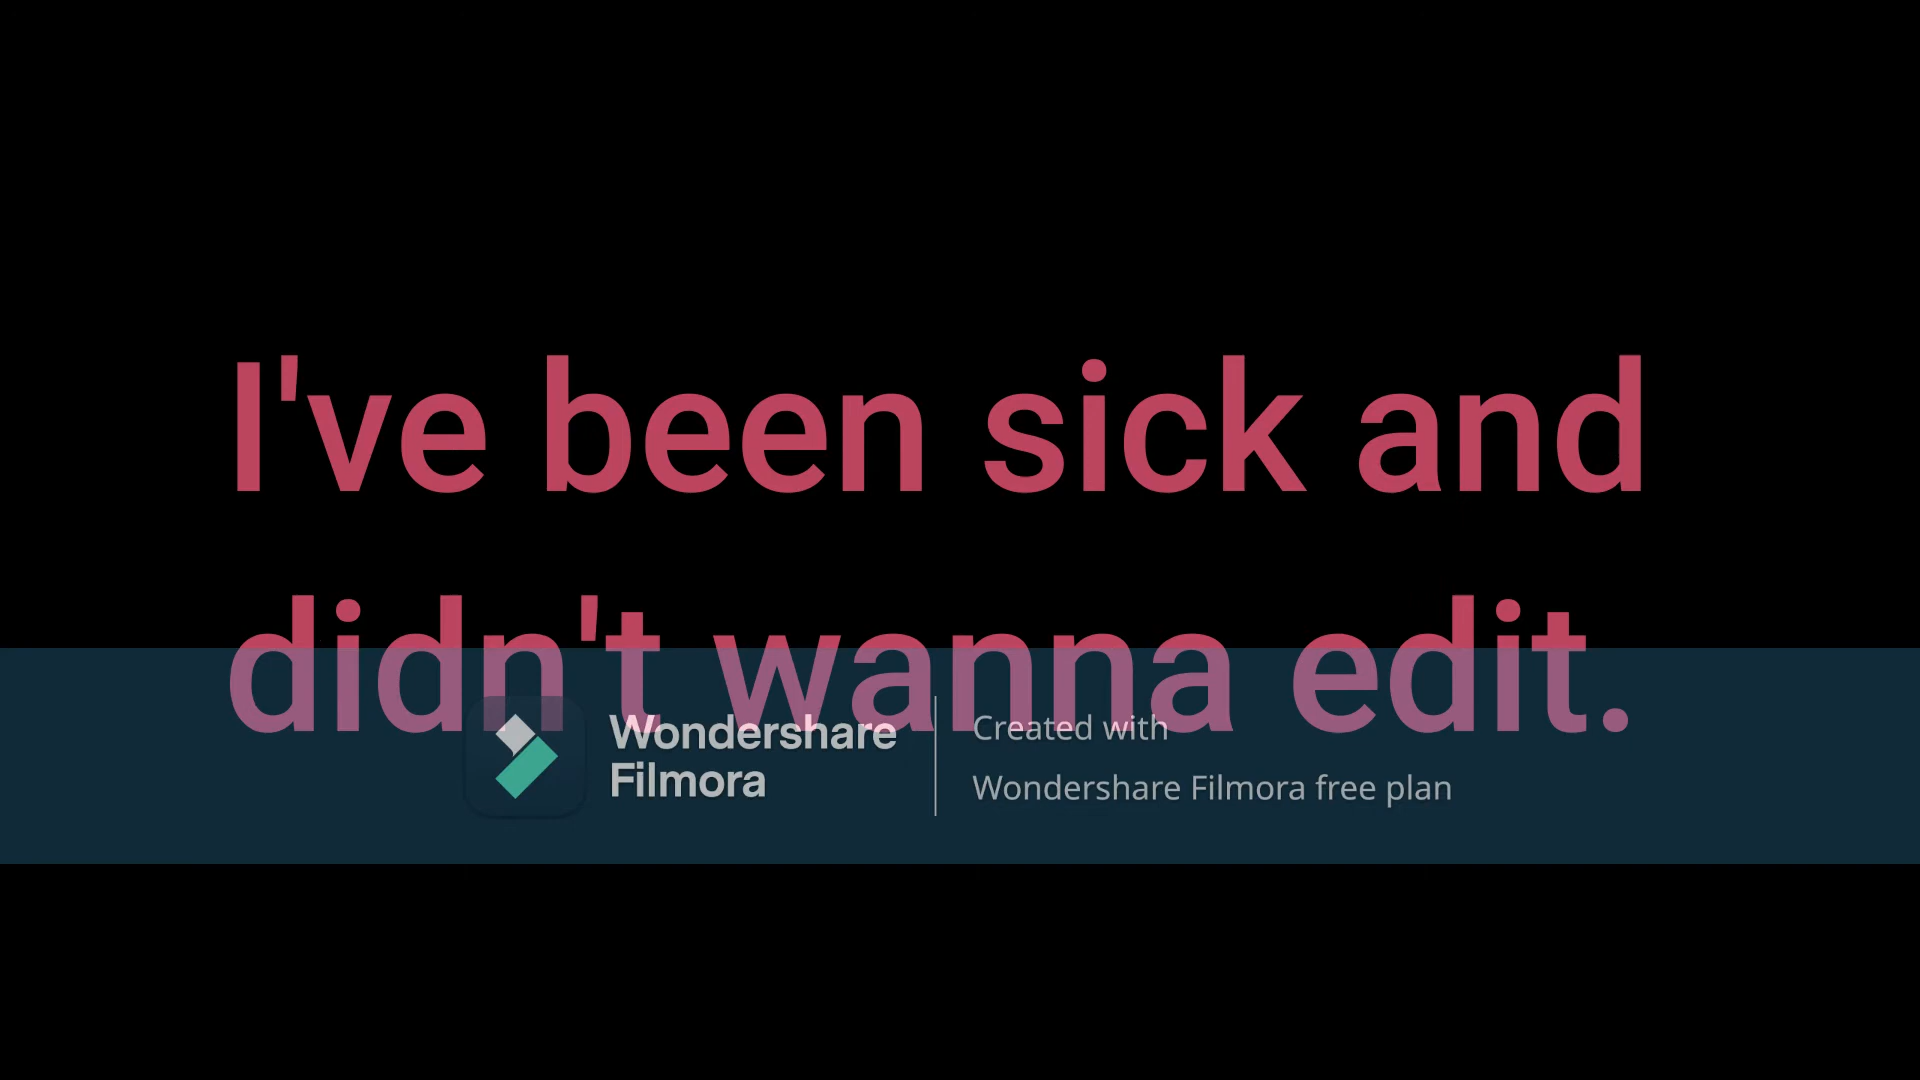 I've been sick and
didn't wanna edit.
Wondershare
Filmora
Created with
Wondershare Filmora free plan